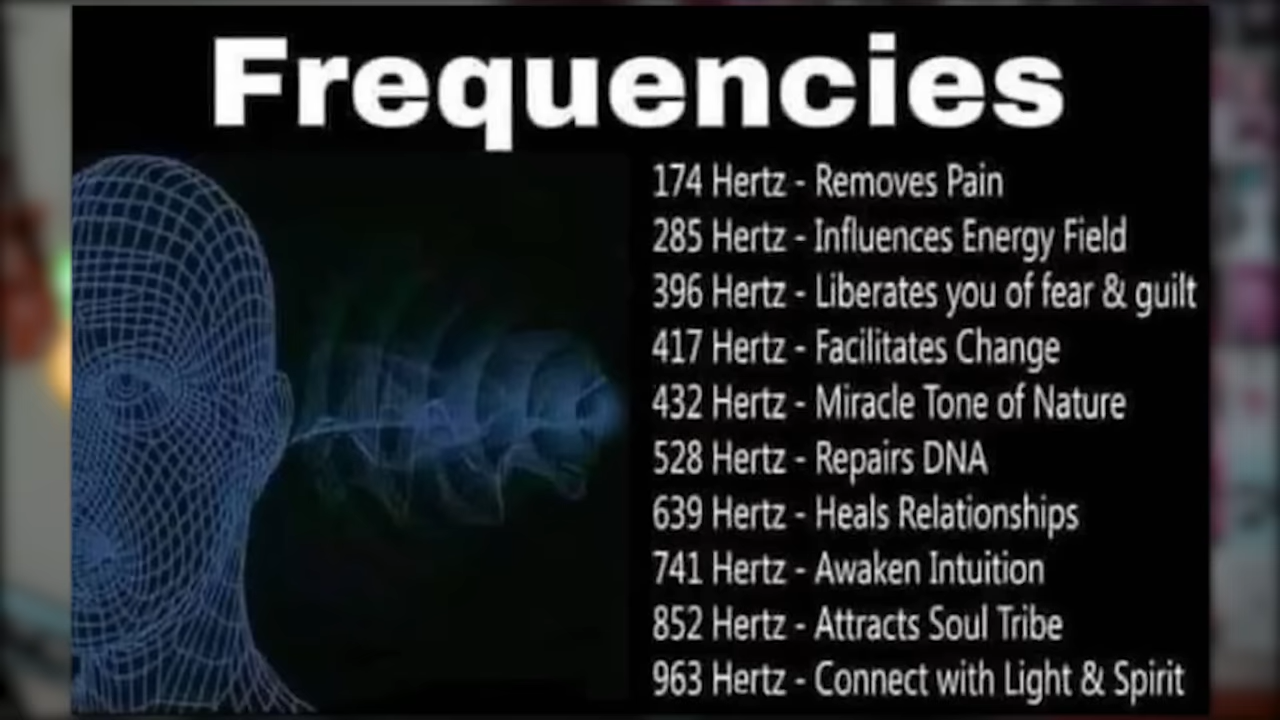 Frequencies
174 Hertz - Removes Pain
285 Hertz - Influences Energy Field
396 Hertz - Liberates you of fear & guilt
417 Hertz - Facilitates Change
432 Hertz - Miracle Tone of Nature
528 Hertz - Repairs DNA
639 Hertz - Heals Relationships
741 Hertz - Awaken Intuition
852 Hertz - Attracts Soul Tribe
963 Hertz - Connect with Light & Spirit